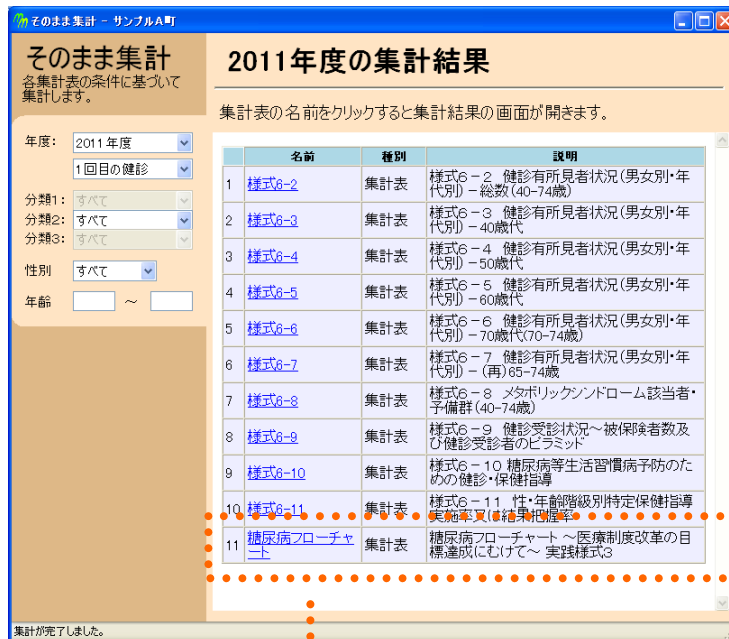 そのまま集計 - サンプルA町
そのまま集計
各集計表の条件に基づいて
集計します。
年度: 2011年度
1回目の健診
分類1: すべて
分類2: すべて
分類3: すべて
性別 すべて
年齢 ～
2011年度の集計結果
集計表の名前をクリックすると集計結果の画面が開きます。
名前 種別 説明
1 様式6-2 集計表 様式6-2 健診有所見者状況(男女別・年
代別) -総数(40-74歳)
2 様式6-3 集計表 様式6-3 健診有所見者状況(男女別・年
代別) -40歳代
3 様式6-4 集計表 様式6-4 健診有所見者状況(男女別・年
代別) -50歳代
4 様式6-5 集計表 様式6-5 健診有所見者状況(男女別・年
代別) -60歳代
5 様式6-6 集計表 様式6-6 健診有所見者状況(男女別・年
代別) -70歳代(70-74歳)
6 様式6-7 集計表 様式6-7 健診有所見者状況(男女別・年
代別) - (再)65-74歳
7 様式6-8 集計表 様式6-8 メタボリックシンドローム該当者・
予備群(40-74歳)
8 様式6-9 集計表 様式6-9 健診受診状況～被保険者数及
び健診受診者のピラミッド
9 様式6-10 集計表 様式6-10 糖尿病等生活習慣病予防のた
めの健診・保健指導
10 様式6-11 集計表 様式6-11 性・年齢階級別特定保健指導
実施率又は結果把握率
11 糖尿病フローチャ
ート 集計表 糖尿病フローチャート ～医療制度改革の目
標達成にむけて～ 実践様式3
集計が完了しました。